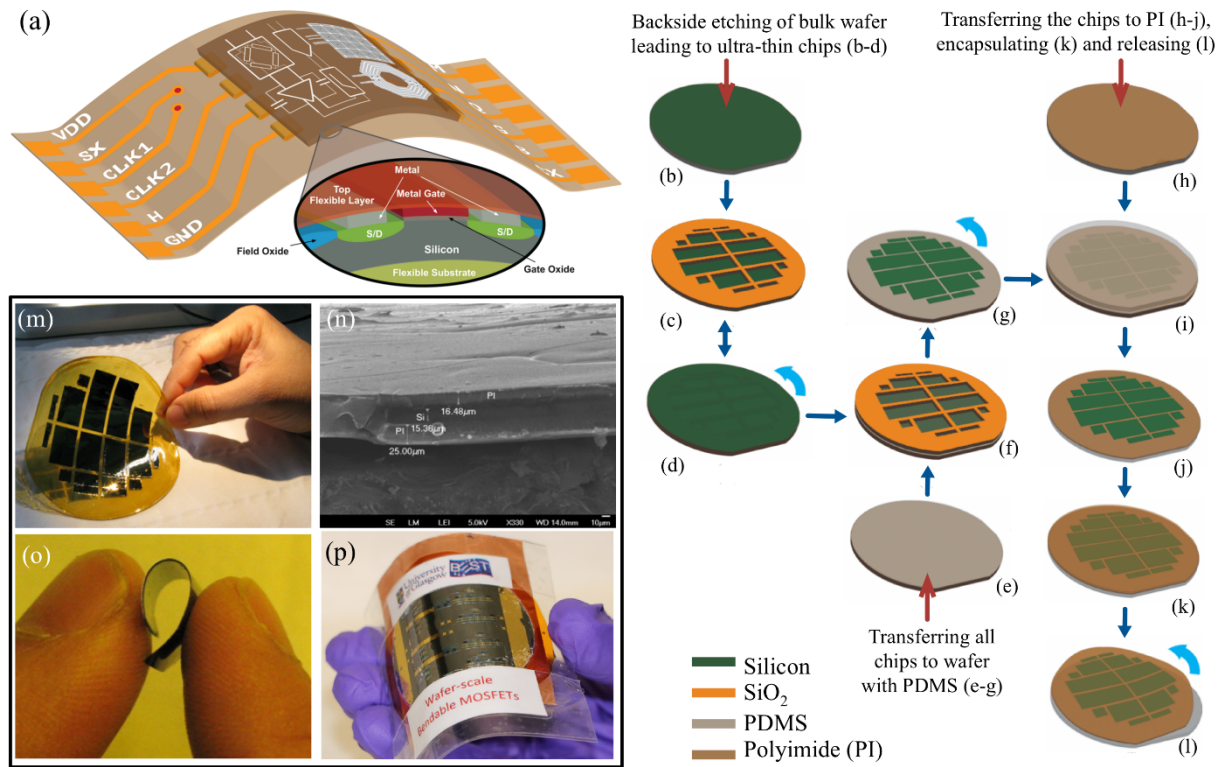 (a)
VDD
SX
CLK1
CLK2
H
GND
Metal
Top
Flexible Layer
Metal Gate
S/D
S/D
Field Oxide
Silicon
Gate Oxide
Flexible Substrate
Backside etching of bulk wafer
leading to ultra-thin chips (b-d)
(b)
(c)
(d)
Transferring the chips to PI (h-j),
encapsulating (k) and releasing (l)
(h)
(g)
(i)
(f)
(j)
(e)
(k)
Transferring all
chips to wafer
with PDMS (e-g)
(l)
Silicon
SiO2
PDMS
Polyimide (PI)
(m)
(n)
PI
16.48µm
Si
15.36µm
PI
25.00µm
SE LM LEI 5.0kV X330 WD 14.0mm 10µm
(o)
(p)
University
of Glasgow
BEST
Wafer-scale
Bendable MOSFETs